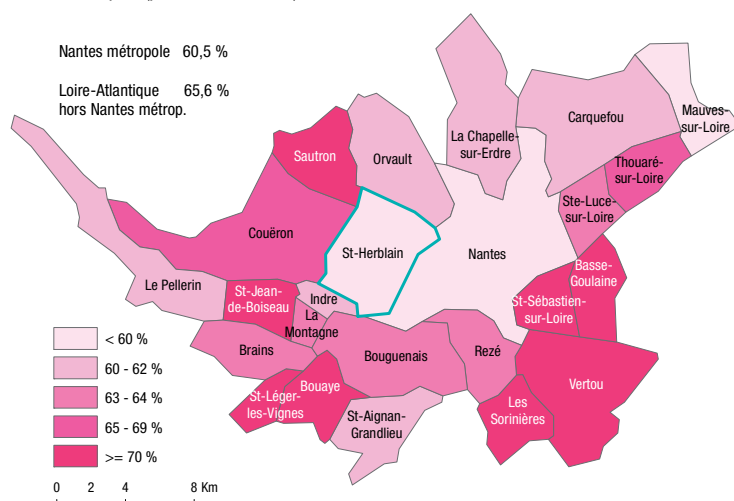 Nantes métropole 60,5 %
Loire-Atlantique 65,6 %
hors Nantes métrop.
Mauves-
sur-Loire
Carquefou
La Chapelle-
sur-Erdre
Thouaré-
sur-Loire
Sautron
Orvault
Ste-Luce-
sur-Loire
Couëron
St-Herblain
Nantes
Basse-
Goulaine
Le Pellerin
St-Jean-
de-Boiseau
Indre
St-Sébastien-
sur-Loire
La
Montagne
Brains
Bouguenais
Rezé
Vertou
St-Léger-
les-Vignes
Bouaye
St-Aignan-
Grandlieu
Les
Sorinières
< 60 %
60 - 62 %
63 - 64 %
65 - 69 %
>= 70 %
0 2 4 8 Km